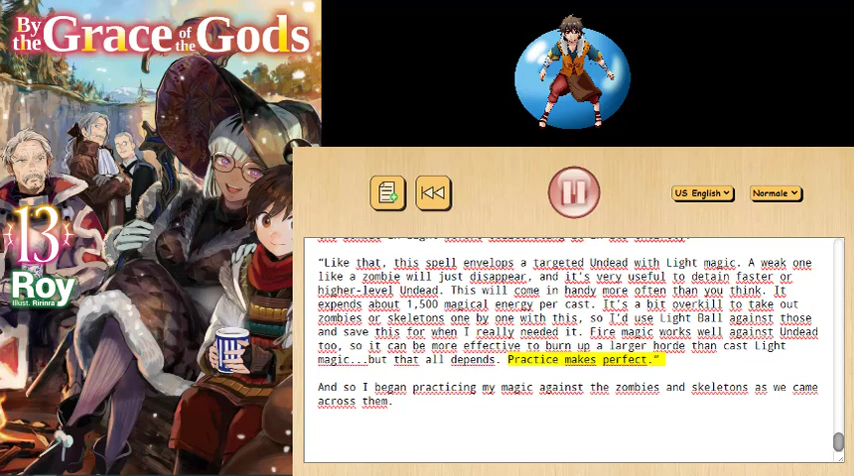 By
the Grace of the Gods
13
Roy
Illust. Ririnra
US English
Normale
“Like that, this spell envelops a targeted Undead with Light magic. A weak one
like a zombie will just disappear, and it’s very useful to detain faster or
higher-level Undead. This will come in handy more often than you think. It
expends about 1,500 magical energy per cast. It’s a bit overkill to take out
zombies or skeletons one by one with this, so I’d use Light Ball against those
and save this for when I really needed it. Fire magic works well against Undead
too, so it can be more effective to burn up a larger horde than cast Light
magic...but that all depends. Practice makes perfect.”
And so I began practicing my magic against the zombies and skeletons as we came
across them.